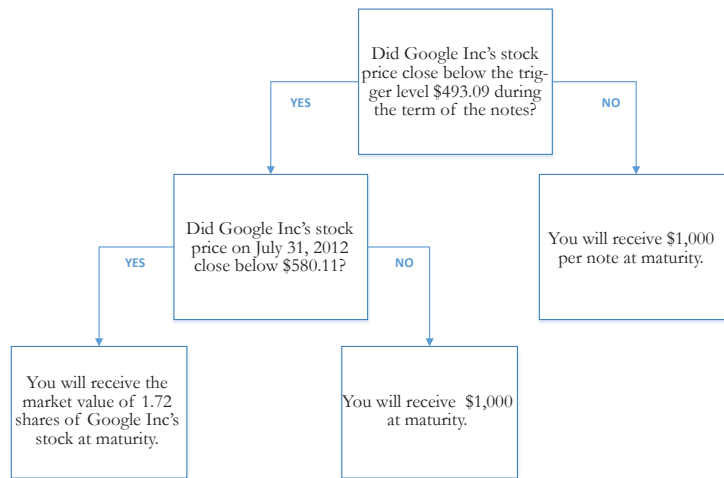 Did Google Inc's stock
price close below the trig-
ger level $493.09 during
the term of the notes?
YES
NO
Did Google Inc's stock
price on July 31, 2012
close below $580.11?
You will receive $1,000
per note at maturity.
YES
NO
You will receive the
market value of 1.72
shares of Google Inc's
stock at maturity.
You will receive $1,000
at maturity.